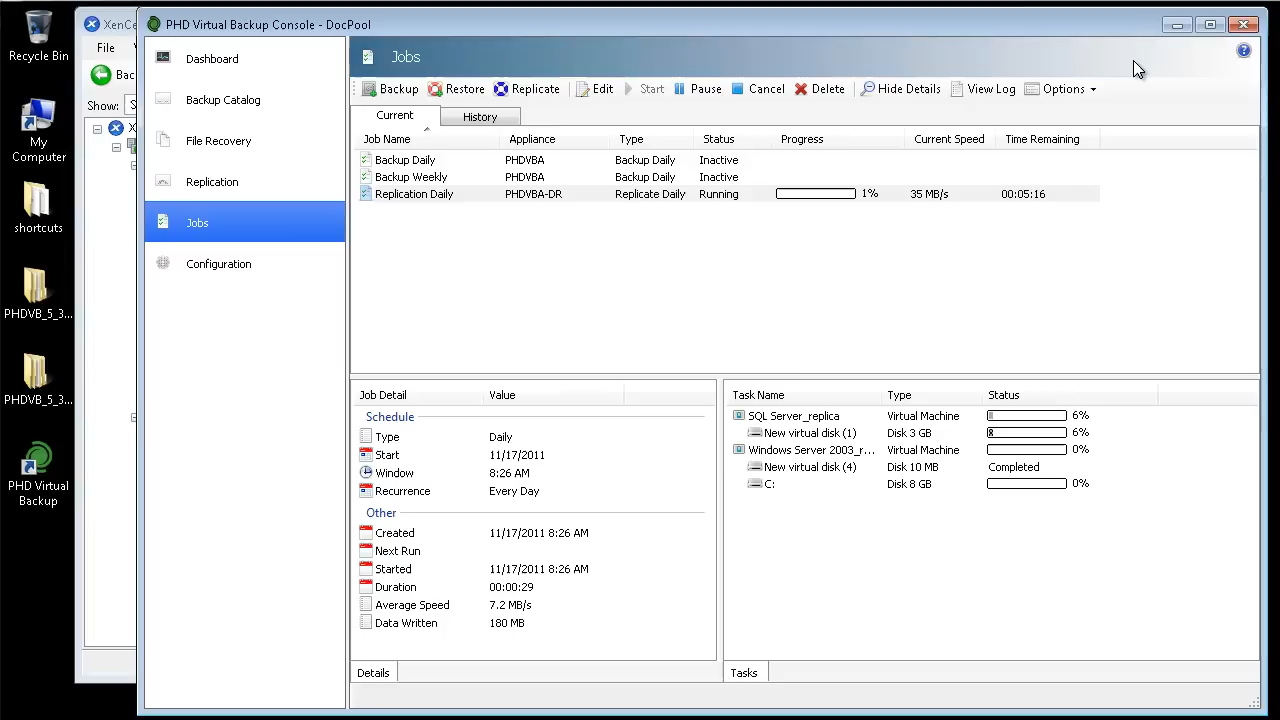 Recycle Bin
My
Computer
shortcuts
PHDVB_5_3...
PHDVB_5_3...
PHD Virtual
Backup
XenCe
File
V
Bac
Show:
S
X
PHD Virtual Backup Console - DocPool
Dashboard
Backup Catalog
File Recovery
Replication
Jobs
Configuration
Jobs
?
Backup Restore Replicate Edit Start Pause Cancel Delete Hide Details View Log Options
Current History
Job Name Appliance Type Status Progress Current Speed Time Remaining
Backup Daily PHDVBA Backup Daily Inactive
Backup Weekly PHDVBA Backup Daily Inactive
Replication Daily PHDVBA-DR Replicate Daily Running 1% 35 MB/s 00:05:16
Job Detail Value
Schedule
Type Daily
Start 11/17/2011
Window 8:26 AM
Recurrence Every Day
Other
Created 11/17/2011 8:26 AM
Next Run
Started 11/17/2011 8:26 AM
Duration 00:00:29
Average Speed 7.2 MB/s
Data Written 180 MB
Details
Task Name Type Status
SQL Server_replica Virtual Machine 6%
New virtual disk (1) Disk 3 GB 6%
Windows Server 2003_r... Virtual Machine 0%
New virtual disk (4) Disk 10 MB Completed
C: Disk 8 GB 0%
Tasks